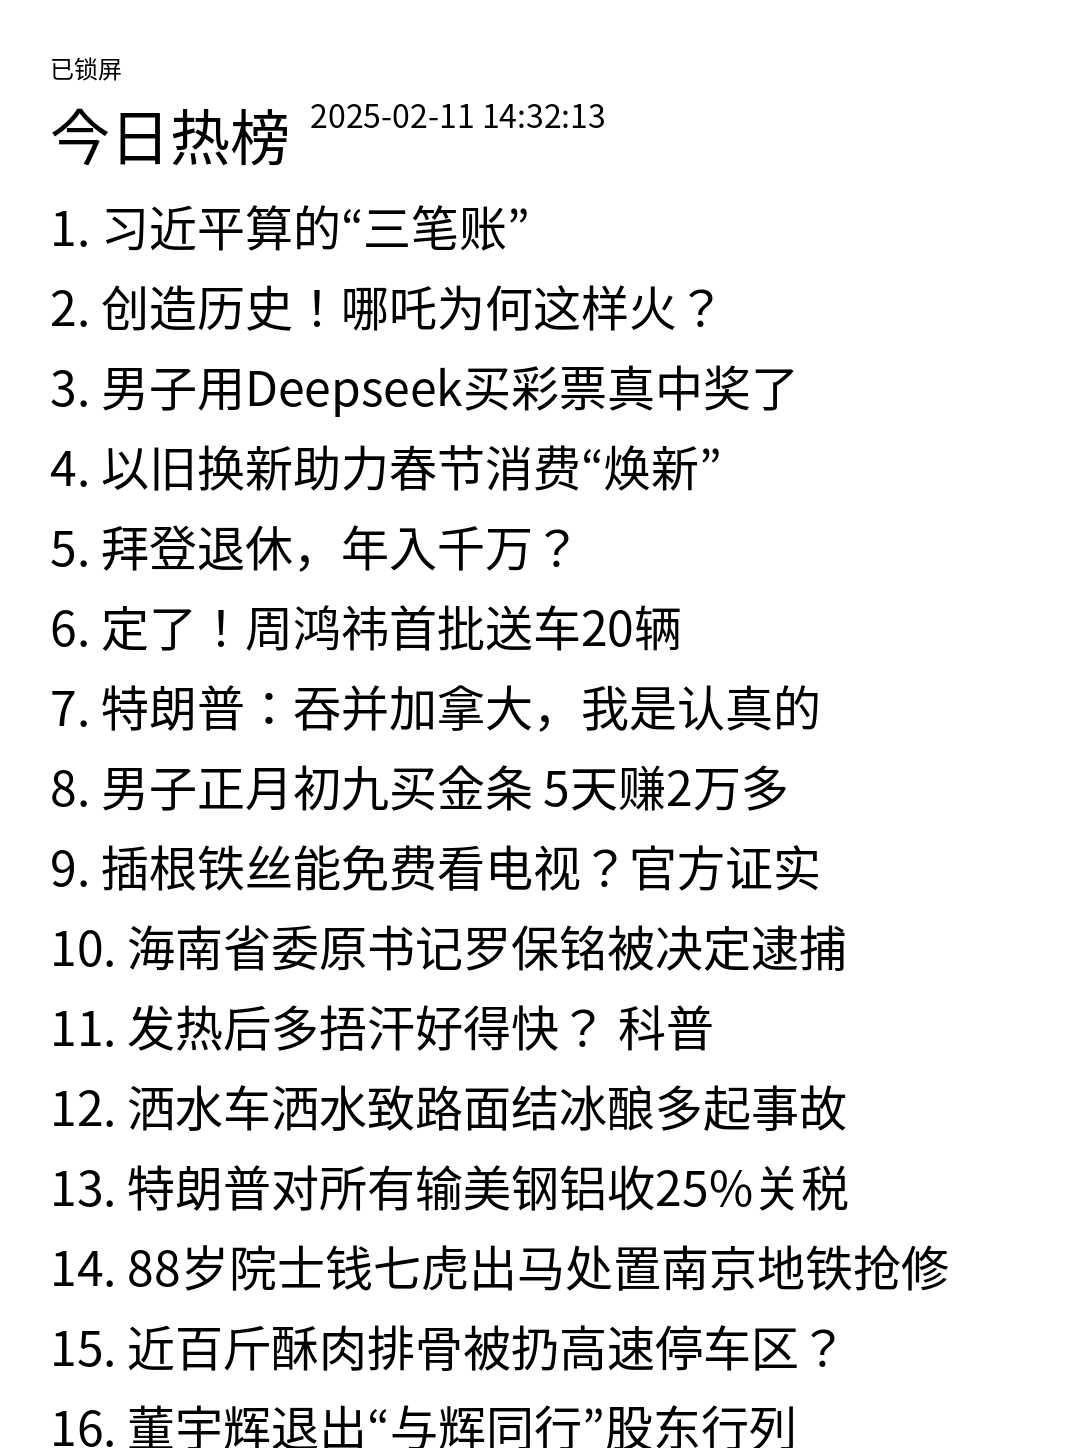 已锁屏
今日热榜 2025-02-11 14:32:13
1. 习近平算的“三笔账”
2. 创造历史！哪吒为何这样火？
3. 男子用Deepseek买彩票真中奖了
4. 以旧换新助力春节消费“焕新”
5. 拜登退休，年入千万？
6. 定了！周鸿祎首批送车20辆
7. 特朗普：吞并加拿大，我是认真的
8. 男子正月初九买金条 5天赚2万多
9. 插根铁丝能免费看电视？官方证实
10. 海南省委原书记罗保铭被决定逮捕
11. 发热后多捂汗好得快？ 科普
12. 洒水车洒水致路面结冰酿多起事故
13. 特朗普对所有输美钢铝收25%关税
14. 88岁院士钱七虎出马处置南京地铁抢修
15. 近百斤酥肉排骨被扔高速停车区？
16. 董宇辉退出“与辉同行”股东行列